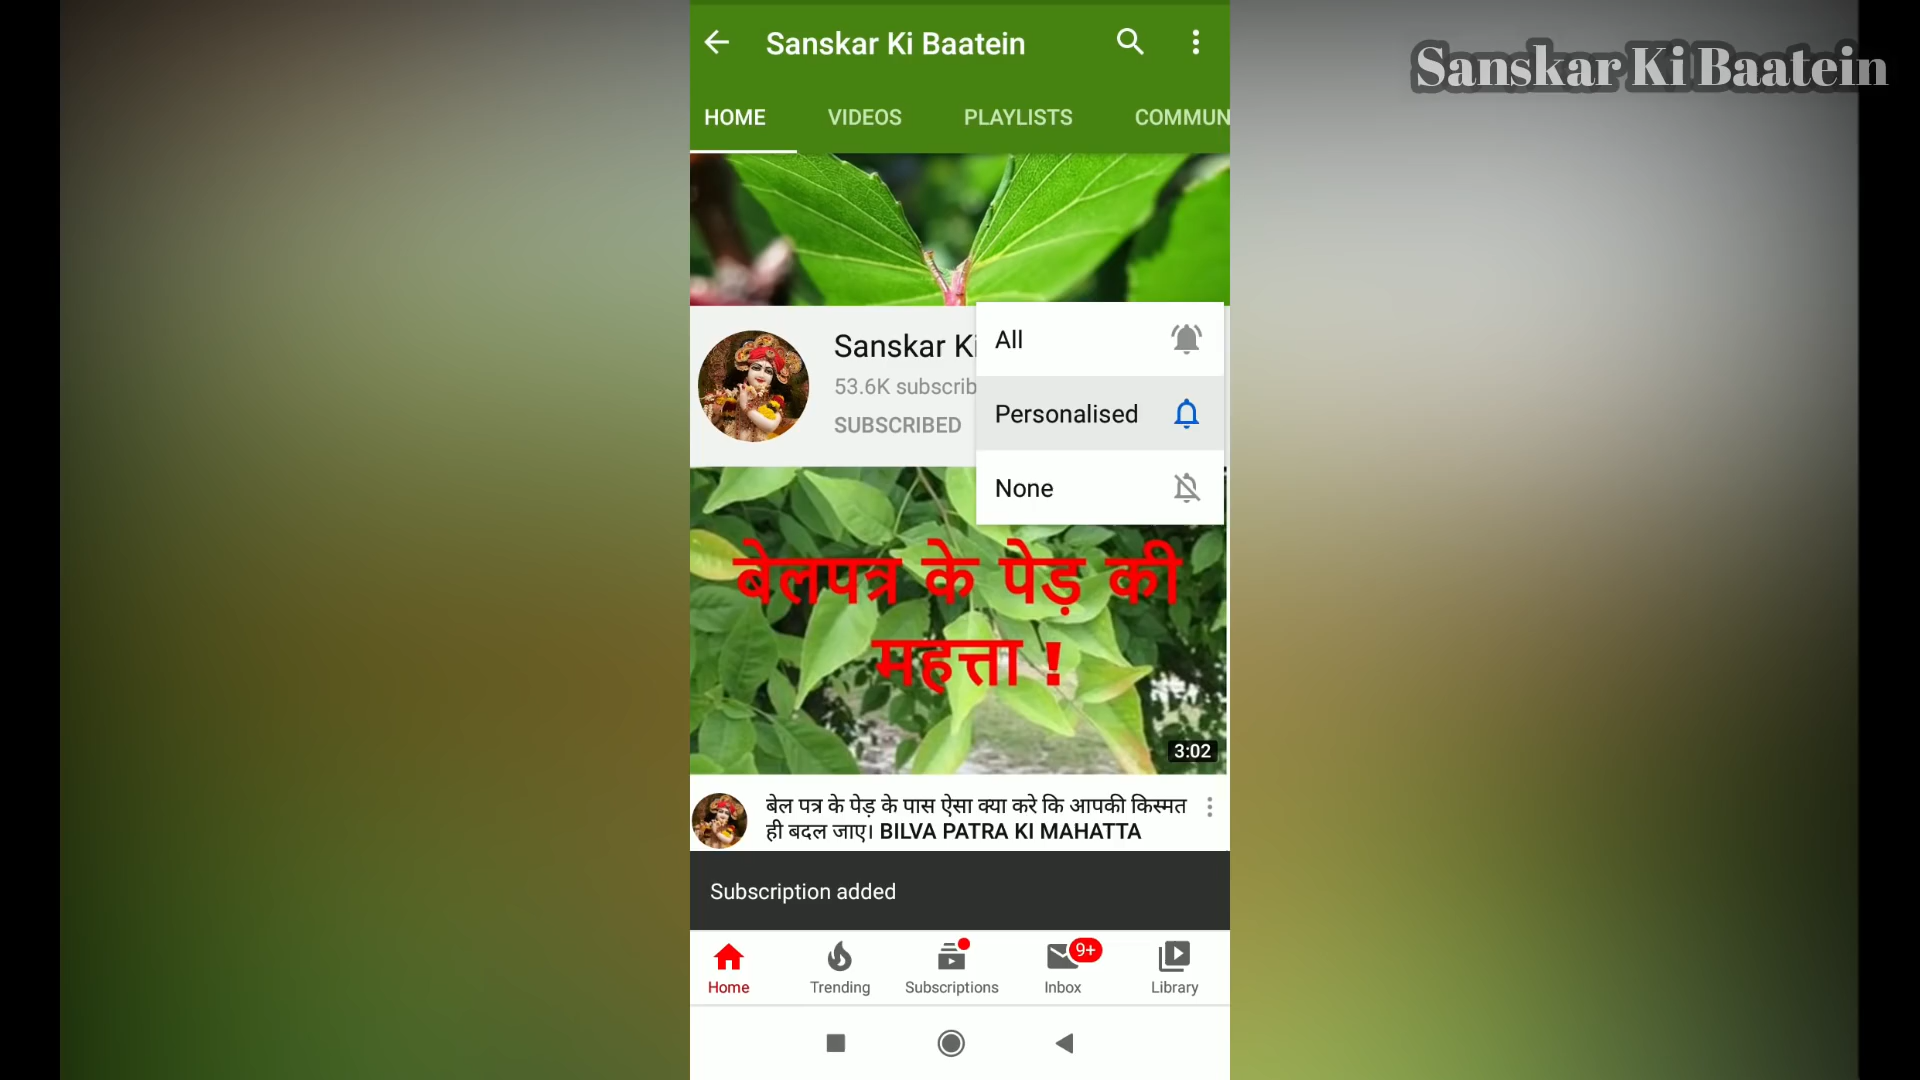 Sanskar Ki Baatein
Sanskar Ki Baatein
HOME VIDEOS PLAYLISTS COMMUN
Sanskar Ki
53.6K subscrib
SUBSCRIBED
All
Personalised
None
बेलपत्र के पेड़ की
महत्ता !
3:02
बेल पत्र के पेड़ के पास ऐसा क्या करे कि आपकी किस्मत
ही बदल जाए। BILVA PATRA KI MAHATTA
Subscription added
9+
Home Trending Subscriptions Inbox Library